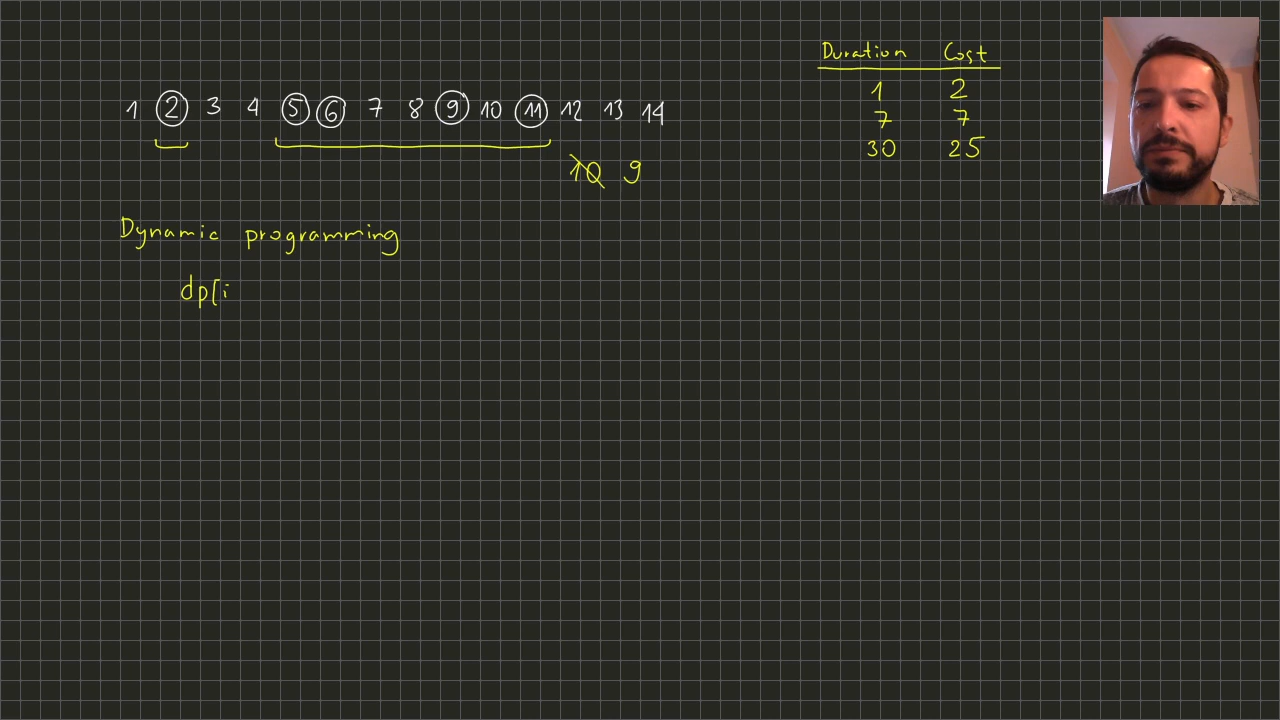 Duration Cost
1 2
7 7
30 25
1 2 3 4 5 6 7 8 9 10 11 12 13 14
10 9
Dynamic programming
dp[i